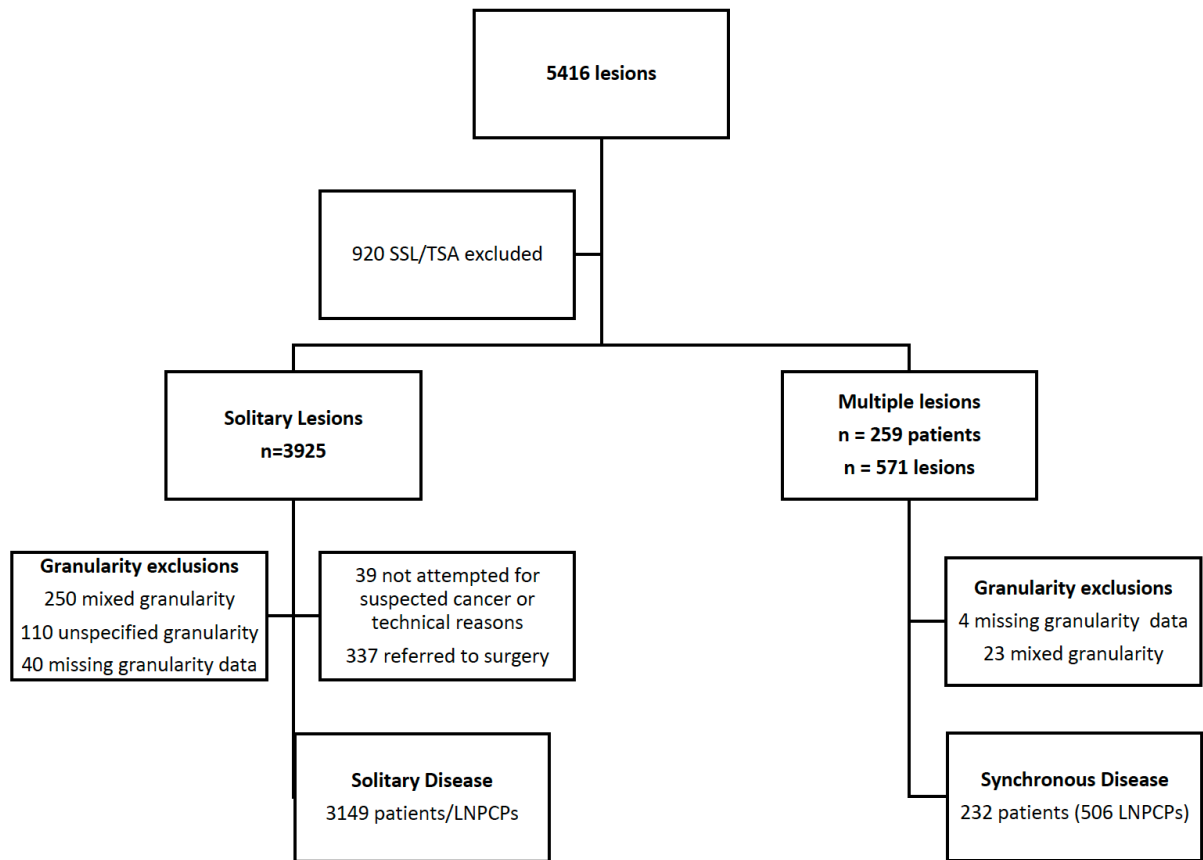 5416 lesions
920 SSL/TSA excluded
Solitary Lesions
n=3925
Multiple lesions
n = 259 patients
n = 571 lesions
Granularity exclusions
250 mixed granularity
110 unspecified granularity
40 missing granularity data
39 not attempted for
suspected cancer or
technical reasons
337 referred to surgery
Granularity exclusions
4 missing granularity data
23 mixed granularity
Solitary Disease
3149 patients/LNPCPs
Synchronous Disease
232 patients (506 LNPCPs)